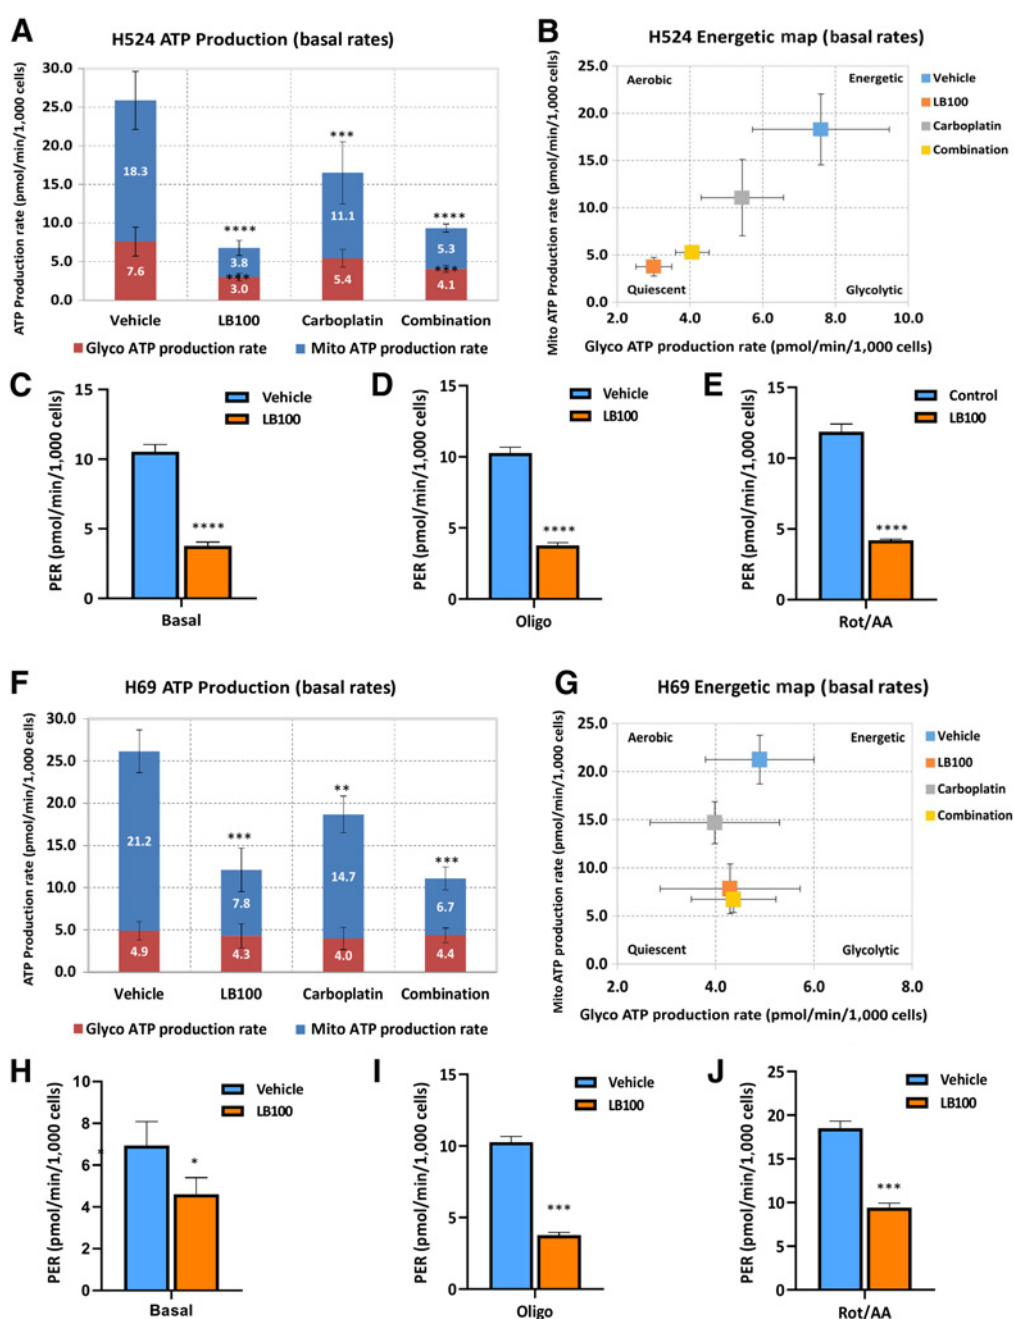 A
H524 ATP Production (basal rates)
ATP Production rate (pmol/min/1,000 cells)
30.0
25.0
20.0
15.0
10.0
5.0
0.0
18.3
7.6
****
3.8
***
3.0
***
11.1
5.4
****
5.3
***
4.1
Vehicle LB100 Carboplatin Combination
Glyco ATP production rate Mito ATP production rate
B
H524 Energetic map (basal rates)
Mito ATP Production rate (pmol/min/1,000 cells)
25.0
20.0
15.0
10.0
5.0
0.0
Aerobic Energetic
Quiescent Glycolytic
2.0 4.0 6.0 8.0 10.0
Glyco ATP production rate (pmol/min/1,000 cells)
Vehicle
LB100
Carboplatin
Combination
C
PER (pmol/min/1,000 cells)
15
10
5
0
Vehicle
LB100
****
Basal
D
PER (pmol/min/1,000 cells)
15
10
5
0
Vehicle
LB100
****
Oligo
E
PER (pmol/min/1,000 cells)
15
10
5
0
Control
LB100
****
Rot/AA
F
H69 ATP Production (basal rates)
ATP Production rate (pmol/min/1,000 cells)
30.0
25.0
20.0
15.0
10.0
5.0
0.0
21.2
4.9
***
7.8
4.3
**
14.7
4.0
***
6.7
4.4
Vehicle LB100 Carboplatin Combination
Glyco ATP production rate Mito ATP production rate
G
H69 Energetic map (basal rates)
Mito ATP production rate (pmol/min/1,000 cells)
25.0
20.0
15.0
10.0
5.0
0.0
Aerobic Energetic
Quiescent Glycolytic
2.0 4.0 6.0 8.0
Glyco ATP production rate (pmol/min/1,000 cells)
Vehicle
LB100
Carboplatin
Combination
H
PER (pmol/min/1,000 cells)
10
8
6
4
2
0
*
Vehicle
LB100
*
Basal
I
PER (pmol/min/1,000 cells)
15
10
5
0
Vehicle
LB100
***
Oligo
J
PER (pmol/min/1,000 cells)
25
20
15
10
5
0
Vehicle
LB100
***
Rot/AA